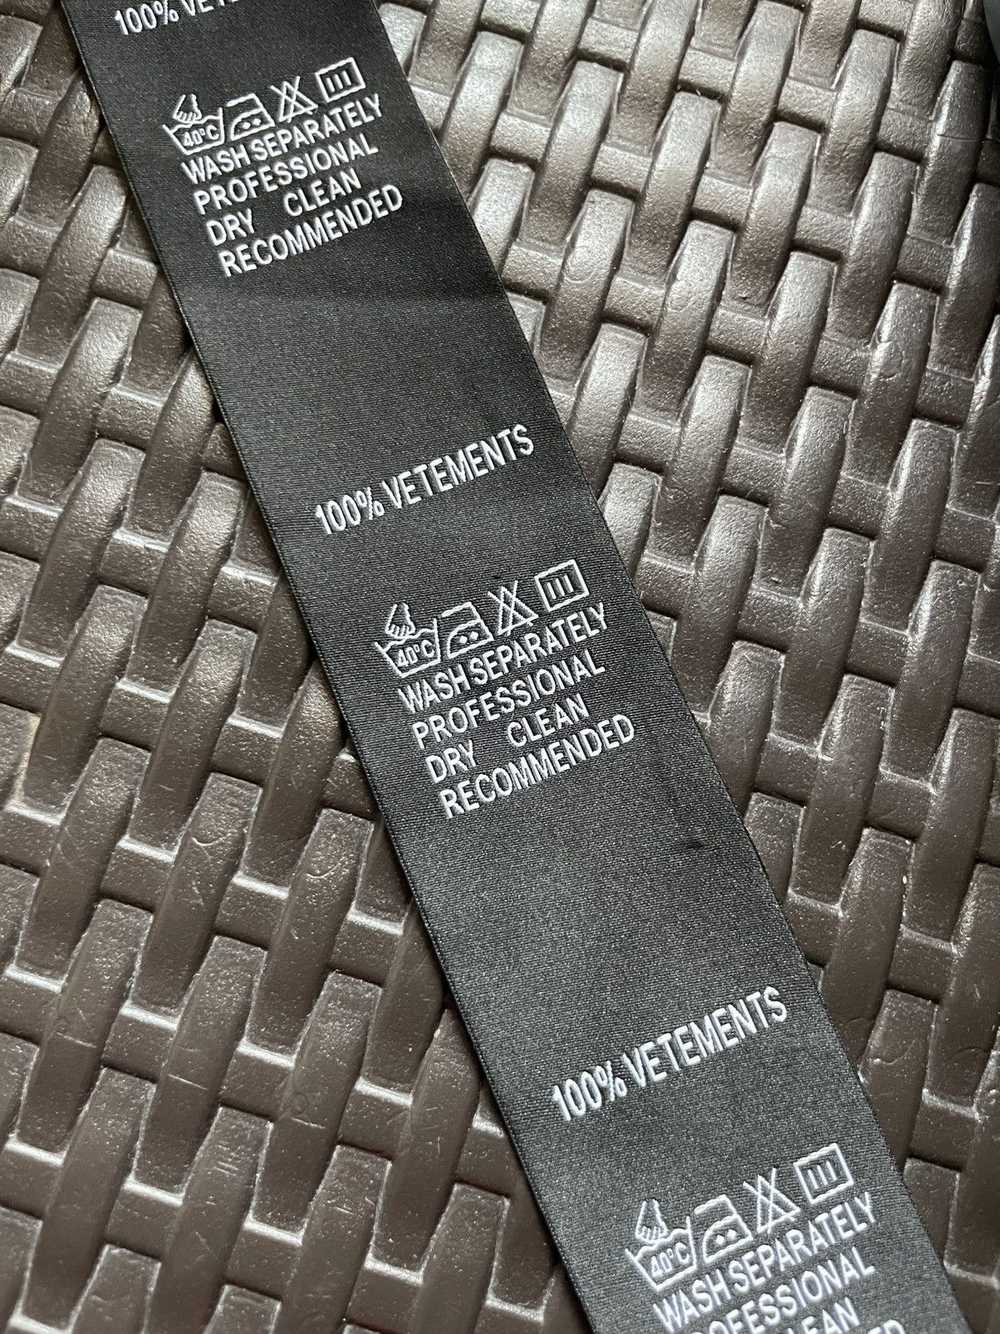 100%
40°C
WASH SEPARATELY
PROFESSIONAL
DRY CLEAN
RECOMMENDED
100% VETEMENTS
40°C
WASH SEPARATELY
PROFESSIONAL
DRY CLEAN
RECOMMENDED
100% VETEMENTS
40°C
WASH SEPARATELY
PROFESSIONAL
CLEAN